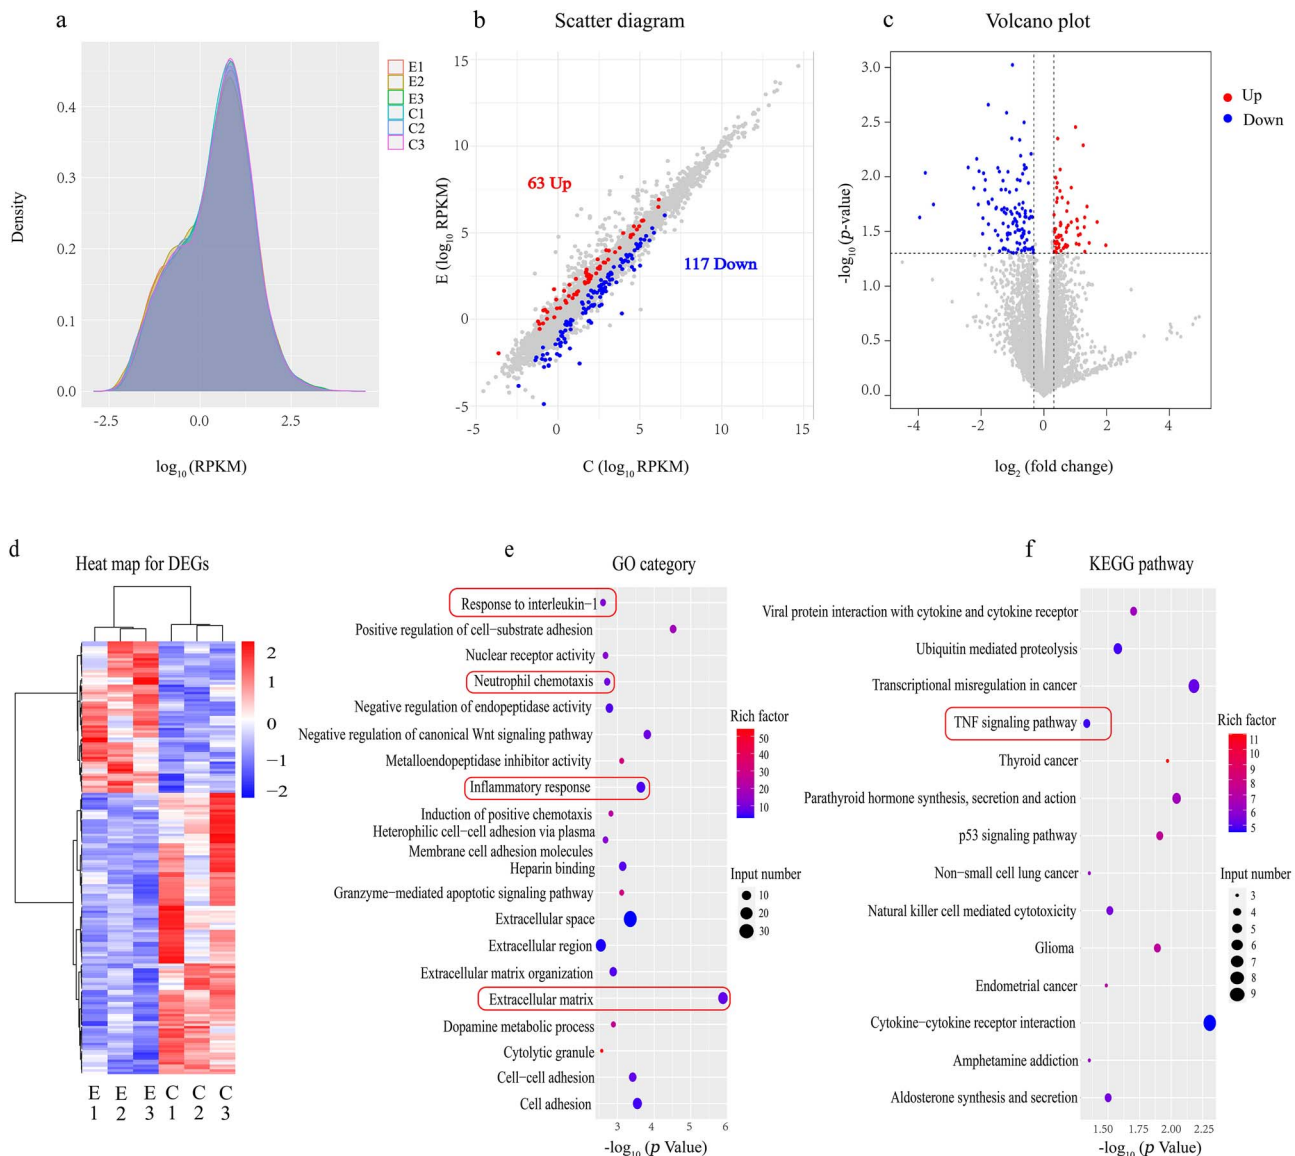 a
Density
0.4
0.3
0.2
0.1
0.0
-2.5
0.0
2.5
log10 (RPKM)
E1
E2
E3
C1
C2
C3
b
Scatter diagram
E (log10 RPKM)
15
10
5
0
-5
63 Up
117 Down
-5
0
5
10
15
C (log10 RPKM)
c
Volcano plot
-log10 (p-value)
3.0
2.5
2.0
1.5
1.0
0.5
0.0
-4
-2
0
2
4
log2 (fold change)
Up
Down
d
Heat map for DEGs
2
1
0
−1
−2
E E E C C C
1 2 3 1 2 3
e
GO category
Response to interleukin−1
Positive regulation of cell−substrate adhesion
Nuclear receptor activity
Neutrophil chemotaxis
Negative regulation of endopeptidase activity
Negative regulation of canonical Wnt signaling pathway
Metalloendopeptidase inhibitor activity
Inflammatory response
Induction of positive chemotaxis
Heterophilic cell−cell adhesion via plasma
Membrane cell adhesion molecules
Heparin binding
Granzyme−mediated apoptotic signaling pathway
Extracellular space
Extracellular region
Extracellular matrix organization
Extracellular matrix
Dopamine metabolic process
Cytolytic granule
Cell−cell adhesion
Cell adhesion
3
4
5
6
-log10 (p Value)
Rich factor
50
40
30
20
10
Input number
10
20
30
f
KEGG pathway
Viral protein interaction with cytokine and cytokine receptor
Ubiquitin mediated proteolysis
Transcriptional misregulation in cancer
TNF signaling pathway
Thyroid cancer
Parathyroid hormone synthesis, secretion and action
p53 signaling pathway
Non−small cell lung cancer
Natural killer cell mediated cytotoxicity
Glioma
Endometrial cancer
Cytokine−cytokine receptor interaction
Amphetamine addiction
Aldosterone synthesis and secretion
1.50
1.75
2.00
2.25
-log10 (p Value)
Rich factor
11
10
9
8
7
6
5
Input number
3
4
5
6
7
8
9